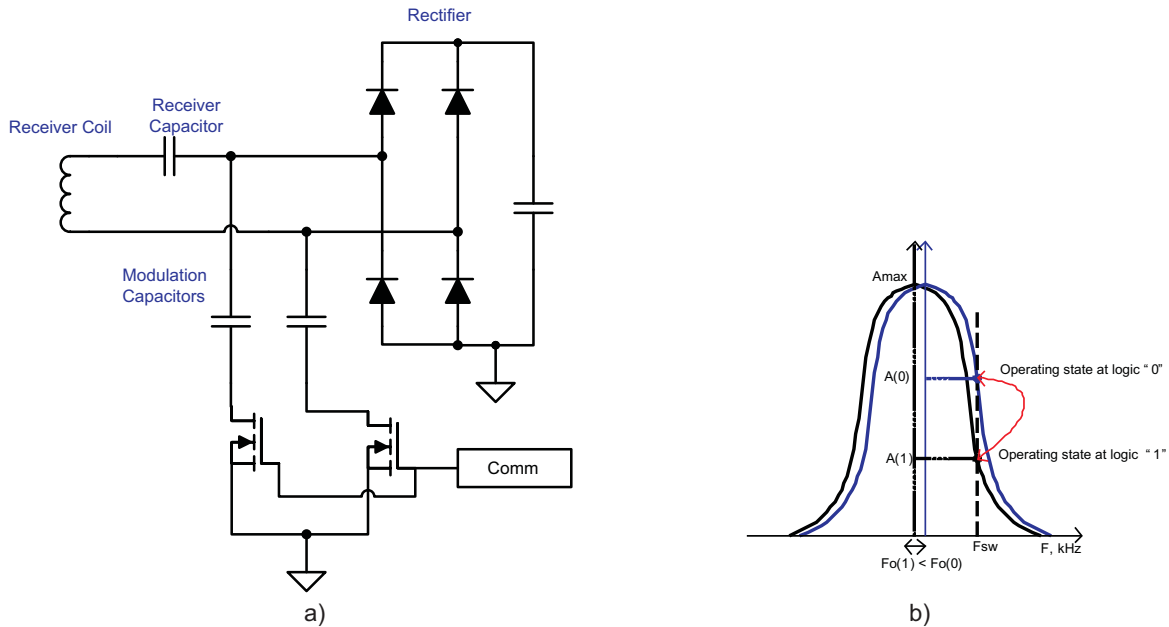 Rectifier
Receiver
Capacitor
Receiver Coil
Modulation
Capacitors
Comm
a)
Amax
A(0)
Operating state at logic “ 0”
A(1)
Operating state at logic “ 1”
Fsw
F, kHz
Fo(1) < Fo(0)
b)